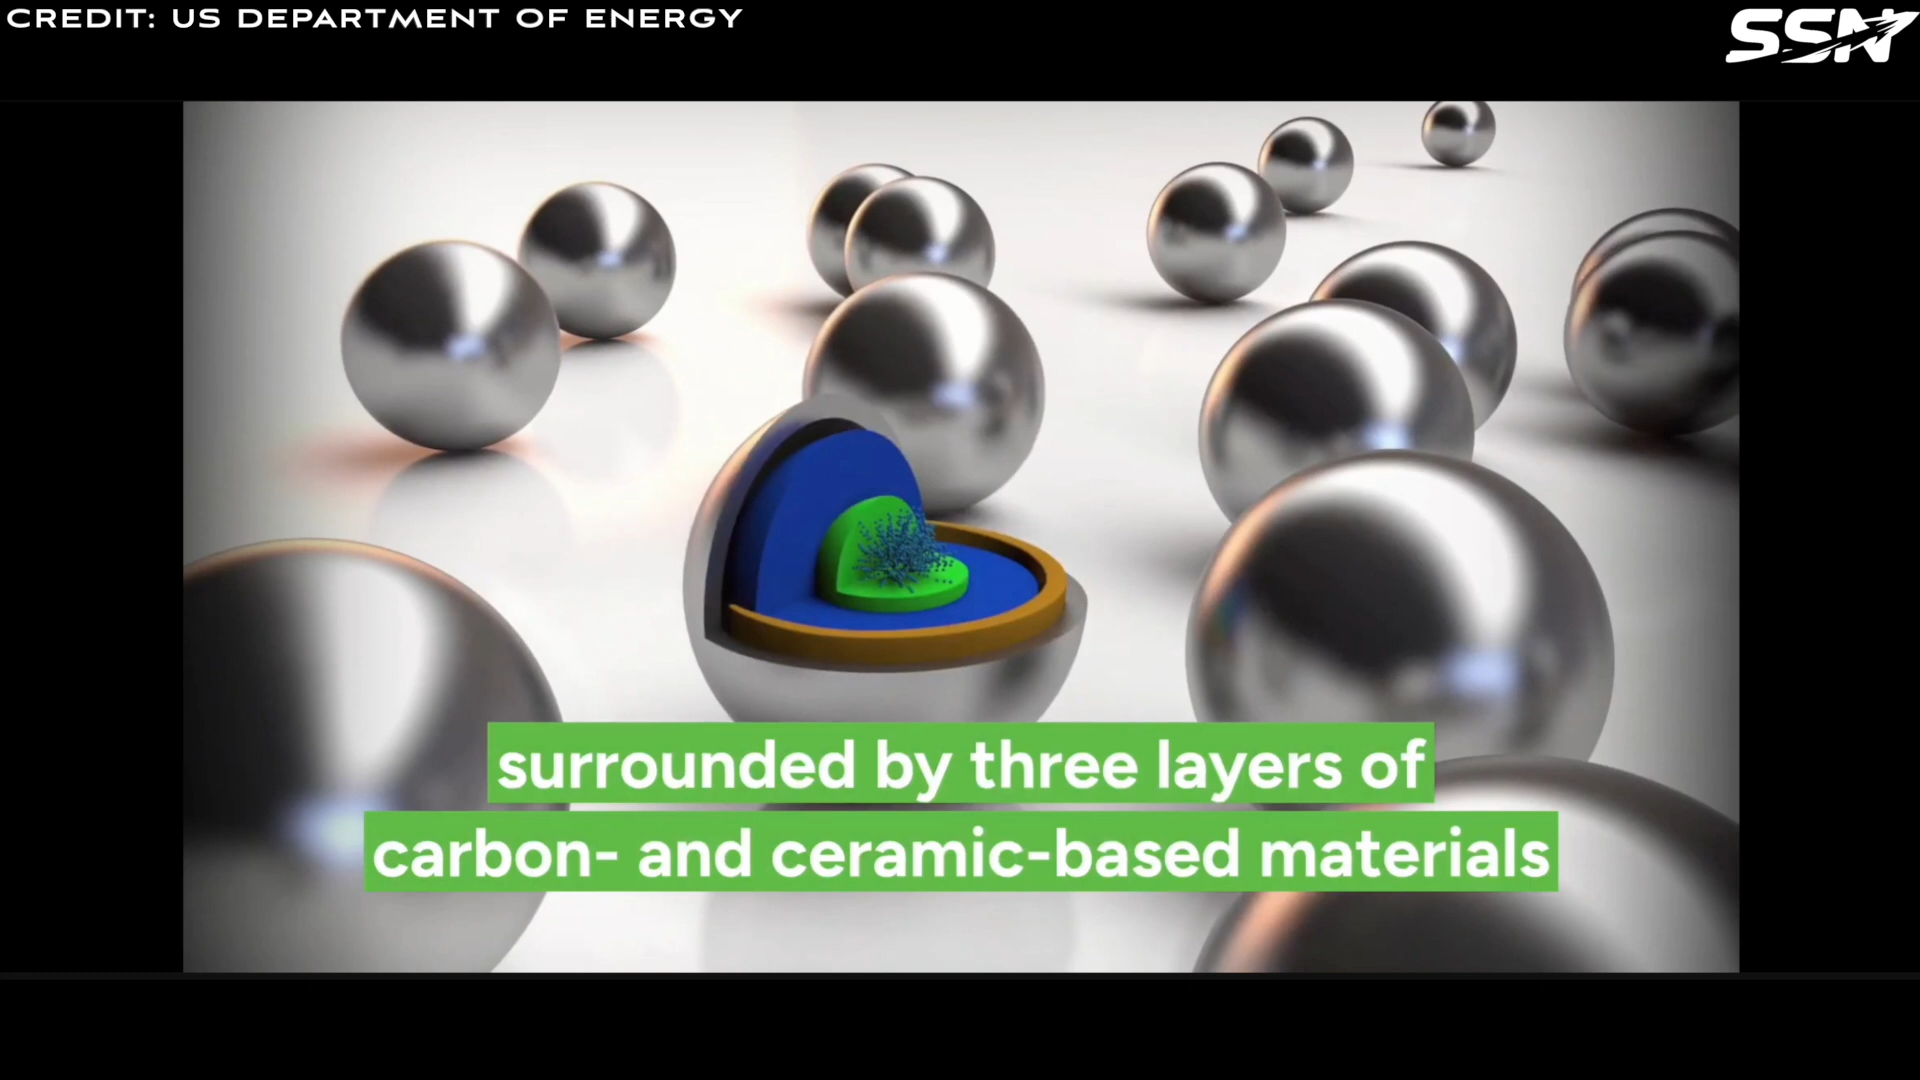 CREDIT: US DEPARTMENT OF ENERGY
SSN
surrounded by three layers of
carbon- and ceramic-based materials